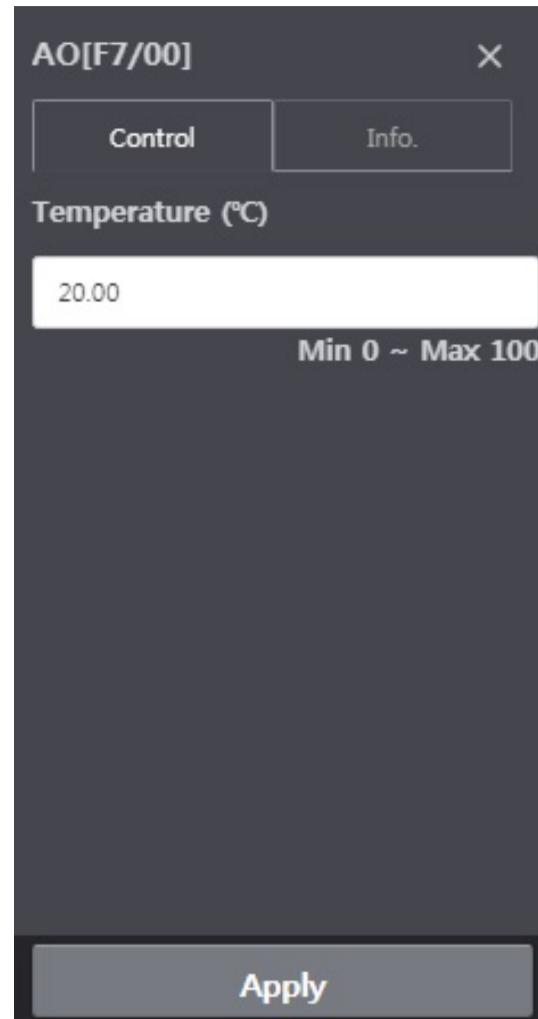 AO[F7/00] ×
Control Info.
Temperature (℃)
20.00
Min 0 ~ Max 100
Apply